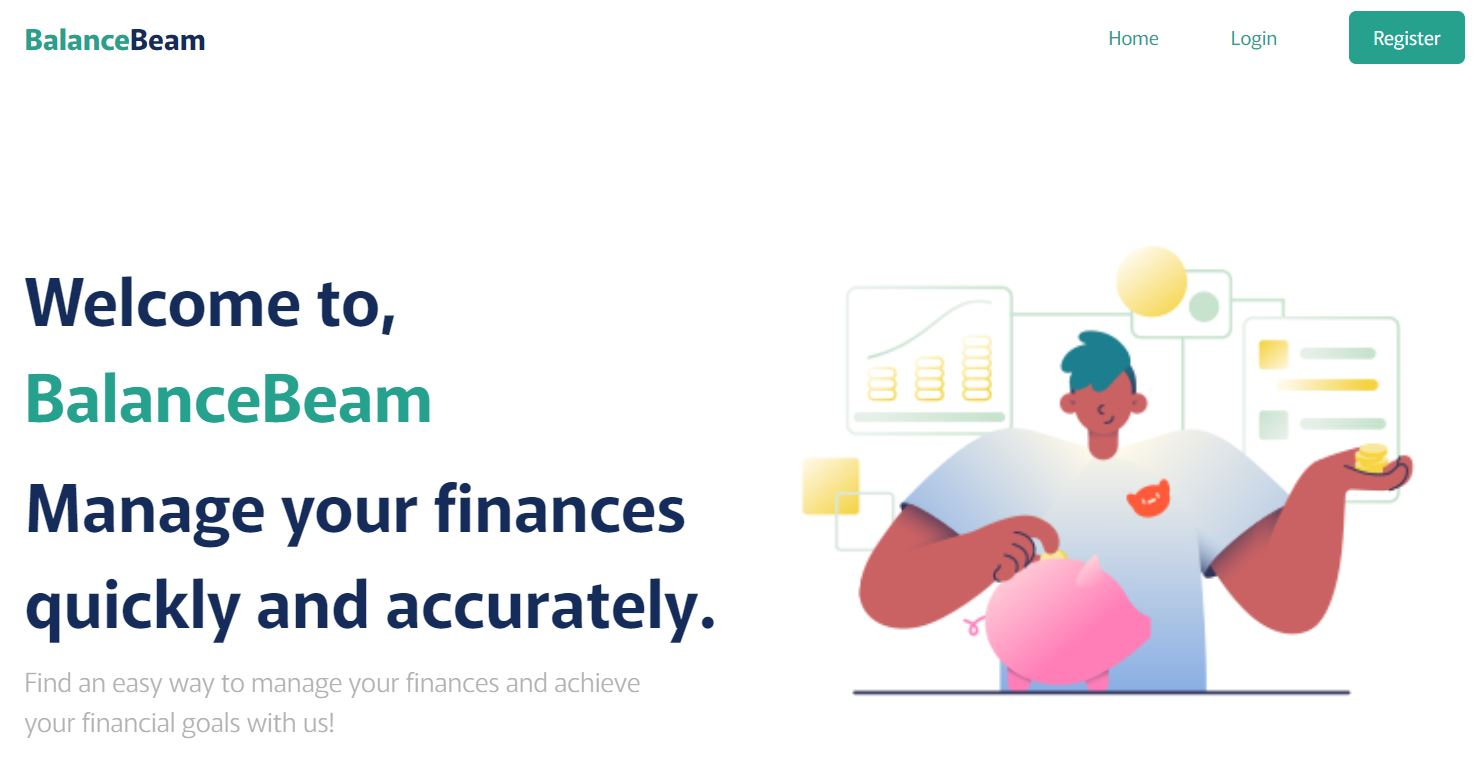 BalanceBeam
Home
Login
Register
Welcome to,
BalanceBeam
Manage your finances
quickly and accurately.
Find an easy way to manage your finances and achieve
your financial goals with us!